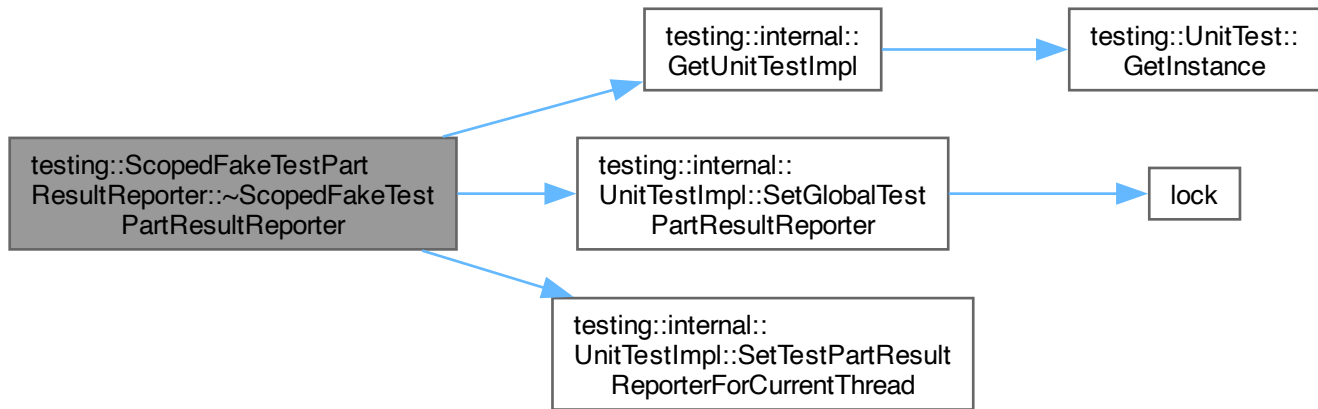 testing::ScopedFakeTestPart
ResultReporter::~ScopedFakeTest
PartResultReporter
testing::internal::
GetUnitTestImpl
testing::UnitTest::
GetInstance
testing::internal::
UnitTestImpl::SetGlobalTest
PartResultReporter
lock
testing::internal::
UnitTestImpl::SetTestPartResult
ReporterForCurrentThread